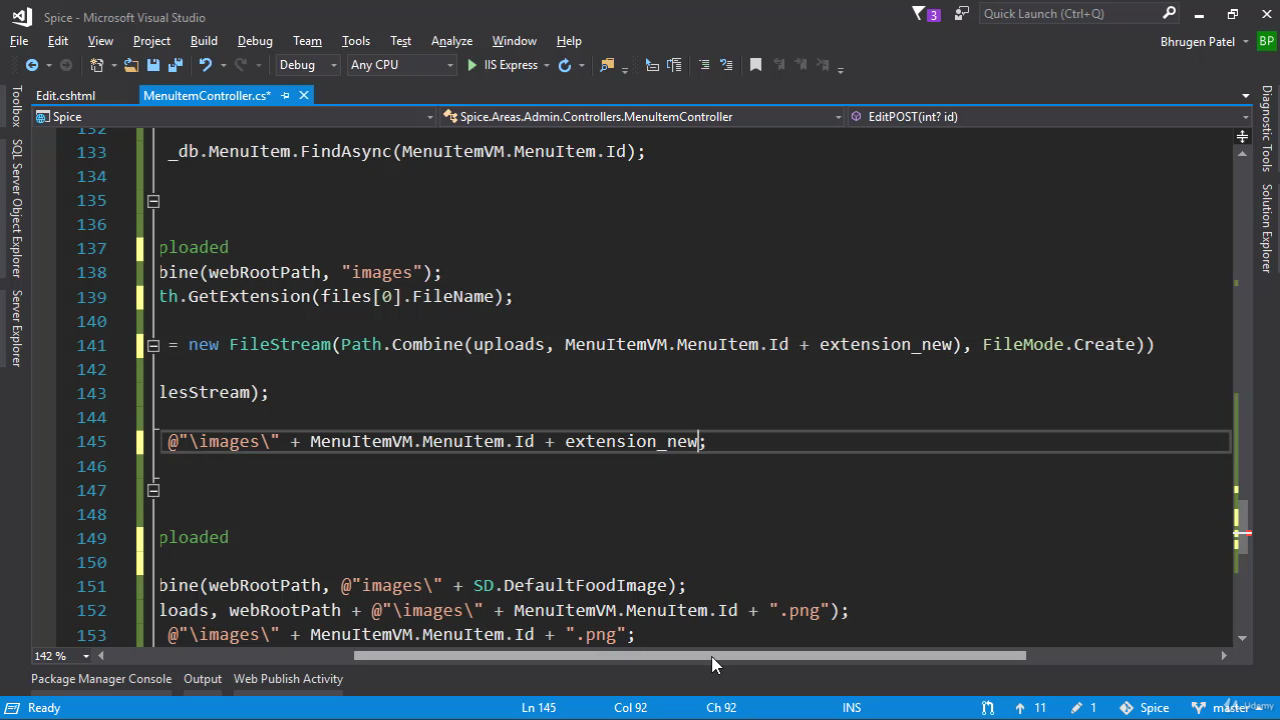 Spice - Microsoft Visual Studio
3
Quick Launch (Ctrl+Q)
File Edit View Project Build Debug Team Tools Test Analyze Window Help
Bhrugen Patel BP
Debug Any CPU IIS Express
Edit.cshtml MenuItemController.cs*
Spice Spice.Areas.Admin.Controllers.MenuItemController EditPOST(int? id)
Toolbox
SQL Server Object Explorer
Server Explorer
Diagnostic Tools
Solution Explorer
132
133 _db.MenuItem.FindAsync(MenuItemVM.MenuItem.Id);
134
135
136
137 ploaded
138 bine(webRootPath, "images");
139 th.GetExtension(files[0].FileName);
140
141 = new FileStream(Path.Combine(uploads, MenuItemVM.MenuItem.Id + extension_new), FileMode.Create))
142
143 lesStream);
144
145 @"\images\" + MenuItemVM.MenuItem.Id + extension_new;
146
147
148
149 ploaded
150
151 bine(webRootPath, @"images\" + SD.DefaultFoodImage);
152 loads, webRootPath + @"\images\" + MenuItemVM.MenuItem.Id + ".png");
153 @"\images\" + MenuItemVM.MenuItem.Id + ".png";
142 %
Package Manager Console Output Web Publish Activity
Ready Ln 145 Col 92 Ch 92 INS 11 1 Spice master
Udemy